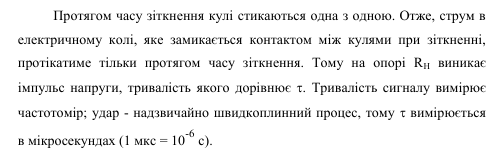 Протягом часу зіткнення кулі стикаються одна з одною. Отже, струм в
електричному колі, яке замикається контактом між кулями при зіткненні,
протікатиме тільки протягом часу зіткнення. Тому на опорі RН виникає
імпульс напруги, тривалість якого дорівнює τ. Тривалість сигналу вимірює
частотомір; удар - надзвичайно швидкоплинний процес, тому τ вимірюється
в мікросекундах (1 мкс = 10⁻⁶ с).